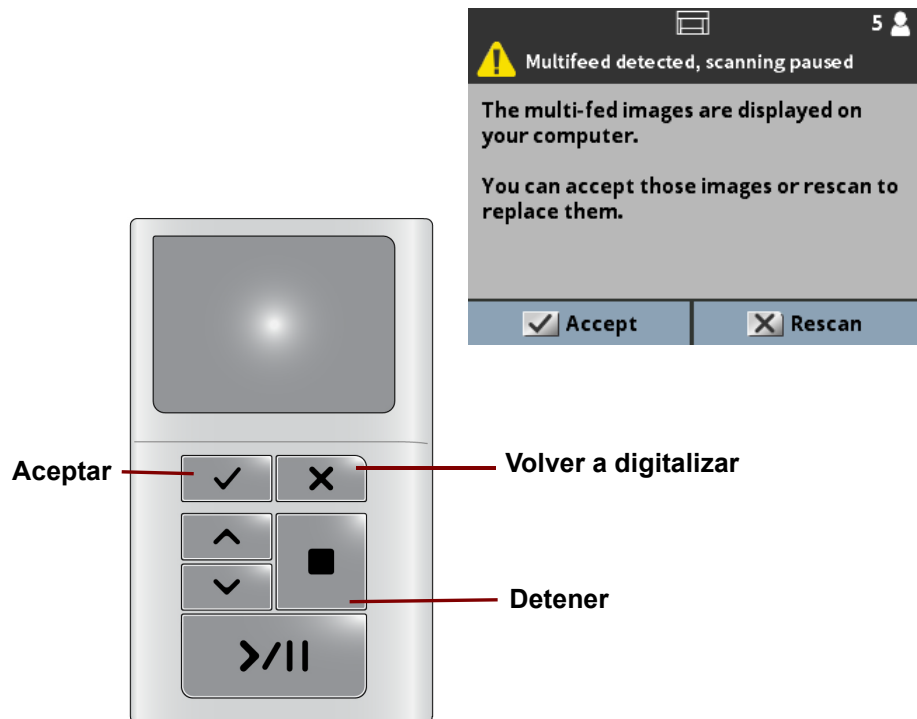 5
Multifeed detected, scanning paused
The multi-fed images are displayed on
your computer.
You can accept those images or rescan to
replace them.
Accept
Rescan
Aceptar
Volver a digitalizar
Detener